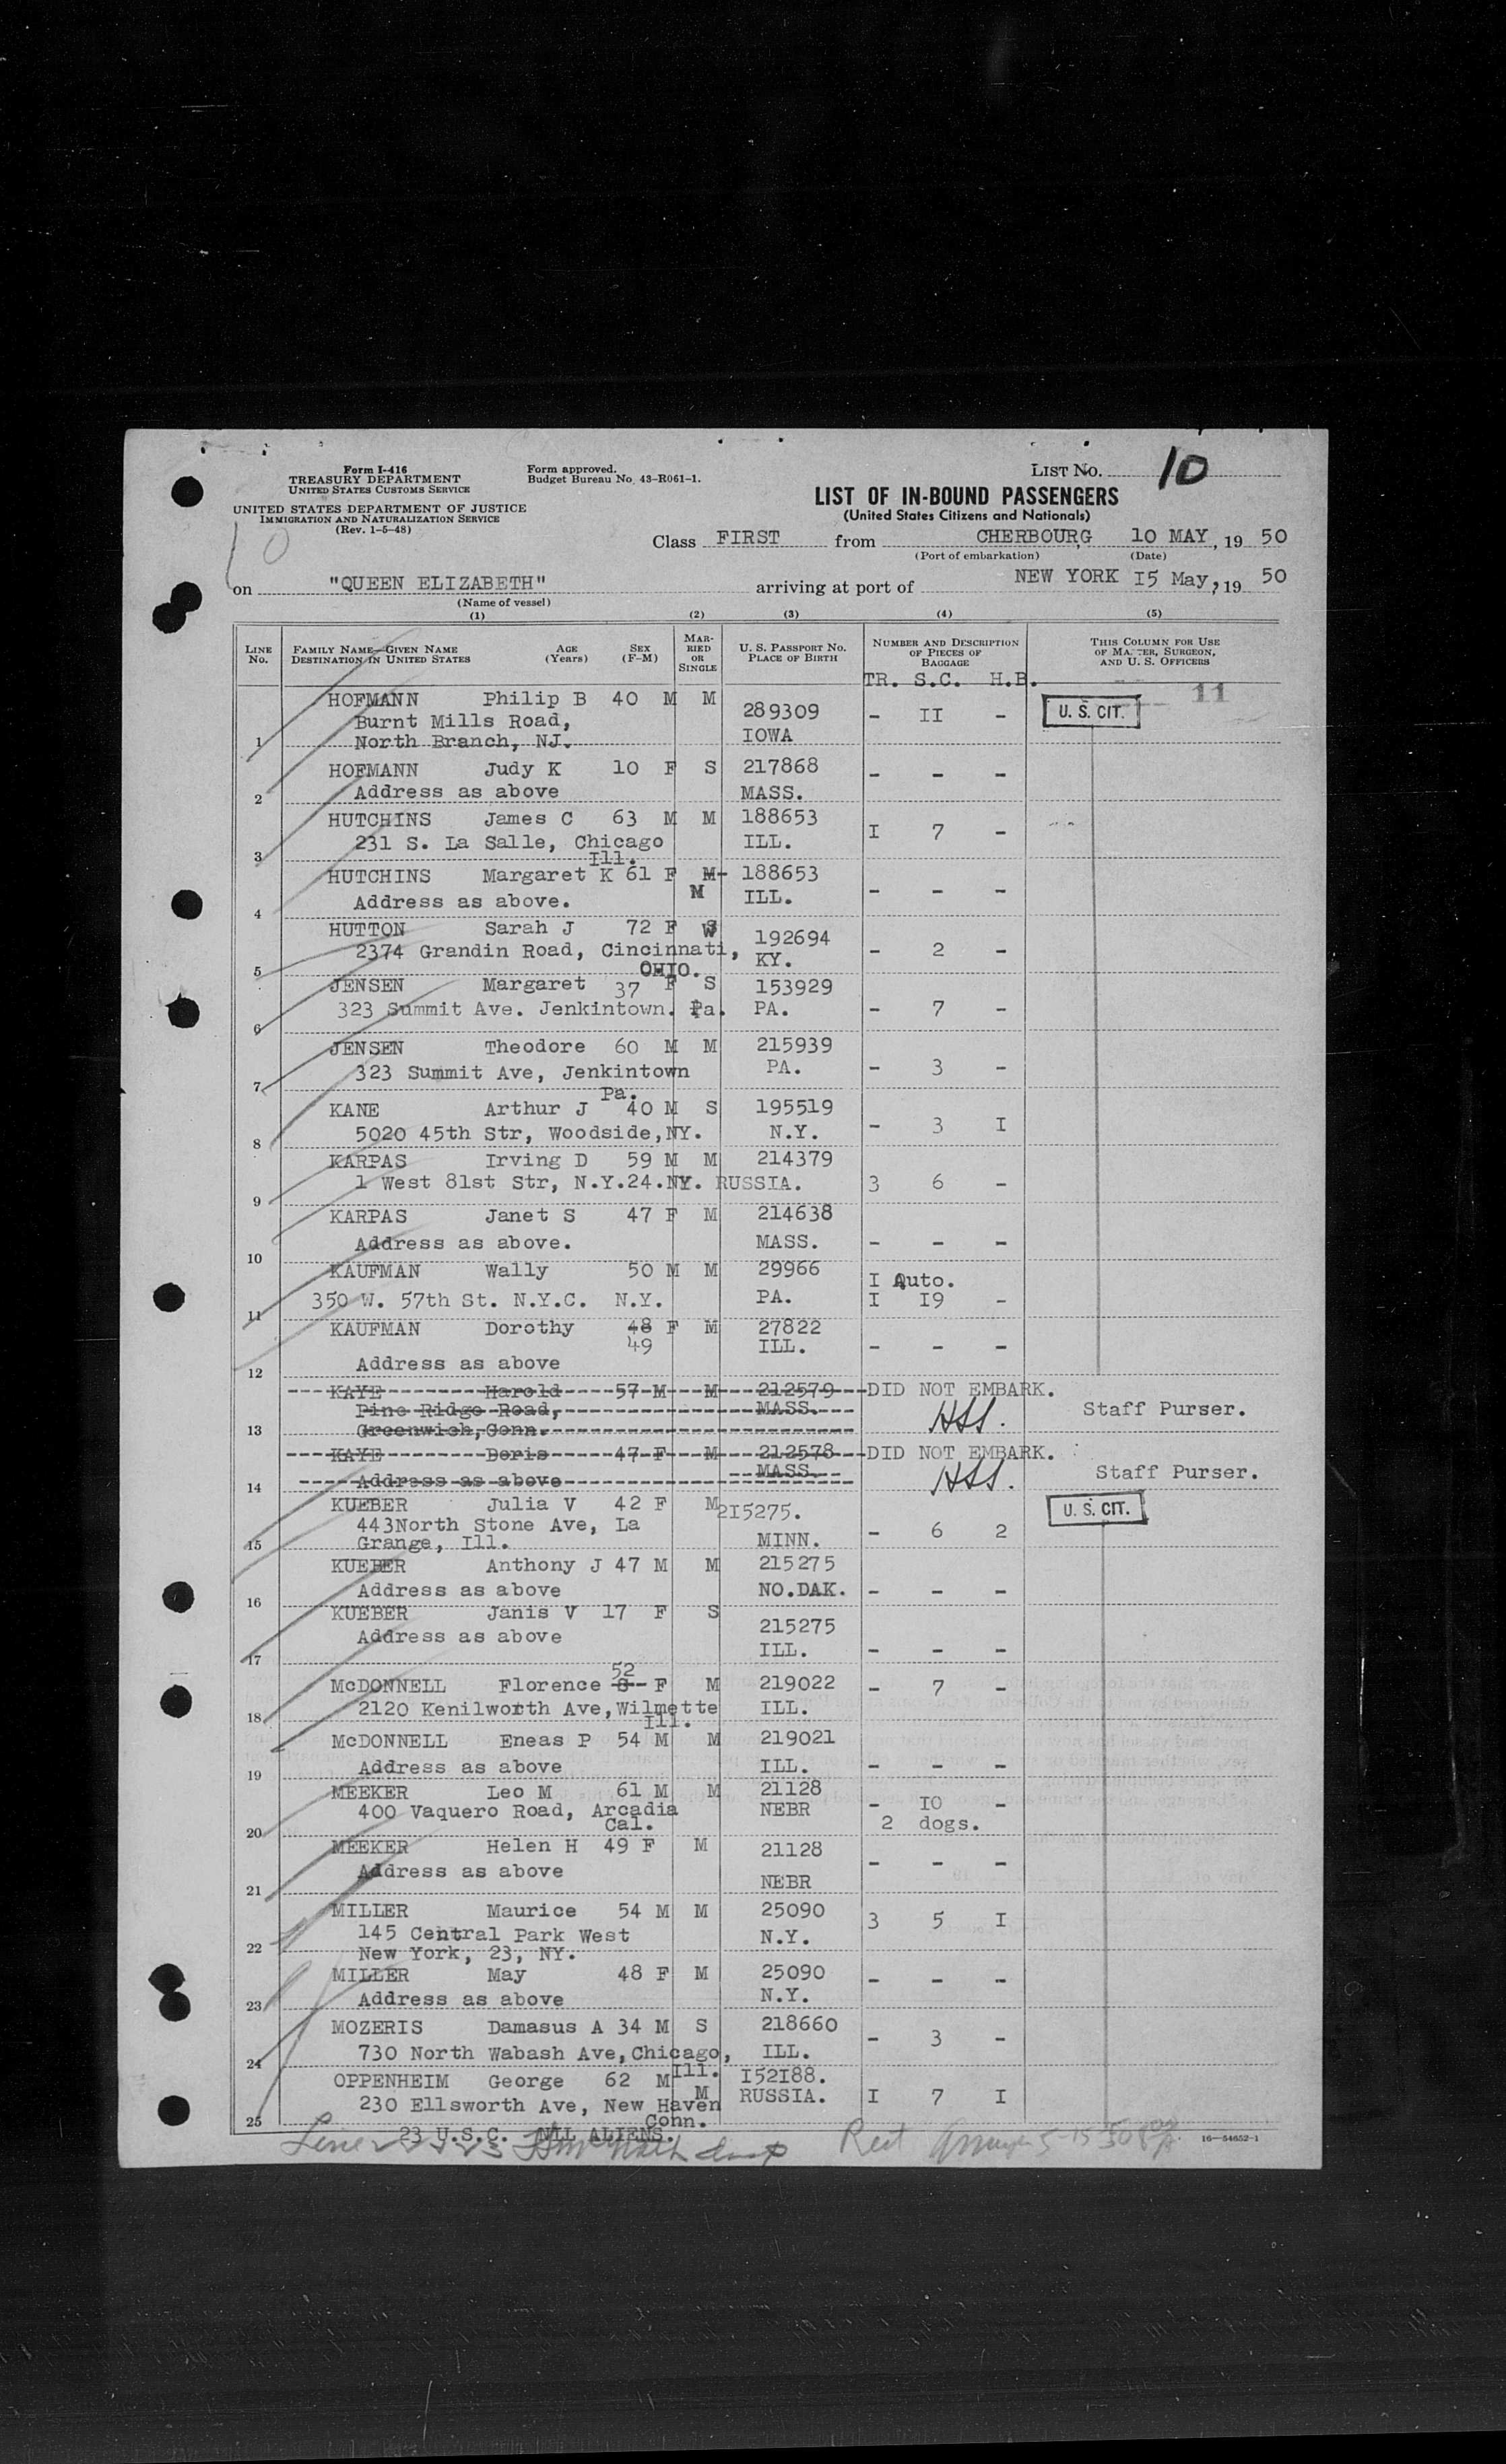 Form I-416
TREASURY DEPARTMENT
UNITED STATES CUSTOMS SERVICE
UNITED STATES DEPARTMENT OF JUSTICE
IMMIGRATION AND NATURALIZATION SERVICE
(Rev. 1-5-48)
Form approved.
Budget Bureau No. 43-R061-1.
LIST NO. 10
LIST OF IN-BOUND PASSENGERS
(United States Citizens and Nationals)
Class FIRST from CHERBOURG, 10 MAY, 19 50
(Port of embarkation) (Date)
on "QUEEN ELIZABETH" arriving at port of NEW YORK I5 May, 19 50
(Name of vessel)
(1) (2) (3) (4) (5)
LINE NO. FAMILY NAME—GIVEN NAME DESTINATION IN UNITED STATES AGE (Years) SEX (F-M) MARRIED OR SINGLE U. S. PASSPORT NO. PLACE OF BIRTH NUMBER AND DESCRIPTION OF PIECES OF BAGGAGE THIS COLUMN FOR USE OF MASTER, SURGEON, AND U. S. OFFICERS
TR. S.C. H.B.
11
HOFMANN Philip B 40 M M 289309 - II - U. S. CIT.
Burnt Mills Road, IOWA
1 North Branch, NJ.
HOFMANN Judy K 10 F S 217868 - - -
2 Address as above MASS.
HUTCHINS James C 63 M M 188653 I 7 -
231 S. La Salle, Chicago ILL.
3 Ill.
HUTCHINS Margaret K 61 F M- 188653 - - -
M
4 Address as above. ILL.
HUTTON Sarah J 72 F W 192694 - 2 -
2374 Grandin Road, Cincinnati, KY.
5 OHIO.
JENSEN Margaret 37 F S 153929
6 323 Summit Ave. Jenkintown. Pa. PA. - 7 -
JENSEN Theodore 60 M M 215939
7 323 Summit Ave, Jenkintown PA. - 3 -
Pa.
KANE Arthur J 40 M S 195519 - 3 I
8 5020 45th Str, Woodside, NY. N.Y.
KARPAS Irving D 59 M M 214379
9 1 West 81st Str, N.Y.24.NY. RUSSIA. 3 6 -
KARPAS Janet S 47 F M 214638
10 Address as above. MASS. - - -
KAUFMAN Wally 50 M M 29966 I Auto.
11 350 W. 57th St. N.Y.C. N.Y. PA. I I9 -
KAUFMAN Dorothy 48 F M 27822
49 ILL. - - -
12 Address as above
KAYE Harold 57 M M 212579 DID NOT EMBARK.
Pine Ridge Road, MASS. HSS. Staff Purser.
13 Greenwich, Conn.
KAYE Doris 47 F M 212578 DID NOT EMBARK.
14 Address as above MASS. HSS. Staff Purser.
KUEBER Julia V 42 F M 2I5275. U. S. CIT.
443North Stone Ave, La - 6 2
15 Grange, Ill. MINN.
KUEBER Anthony J 47 M M 215275
16 Address as above NO.DAK. - - -
KUEBER Janis V 17 F S 215275
17 Address as above ILL. - - -
52
McDONNELL Florence F M 219022 - 7 -
18 2120 Kenilworth Ave,Wilmette ILL.
Ill.
McDONNELL Eneas P 54 M M 219021
19 Address as above ILL. - - -
MEEKER Leo M 61 M M 21128
400 Vaquero Road, Arcadia NEBR - IO -
20 Cal. 2 dogs.
MEEKER Helen H 49 F M 21128
Address as above - - -
21 NEBR
MILLER Maurice 54 M M 25090 3 5 I
145 Central Park West N.Y.
22 New York, 23, NY.
MILLER May 48 F M 25090 - - -
23 Address as above N.Y.
MOZERIS Damasus A 34 M S 218660 - 3 -
24 730 North Wabash Ave,Chicago, ILL.
Ill.
OPPENHEIM George 62 M M I52I88.
230 Ellsworth Ave, New Haven RUSSIA. I 7 I
25 Conn.
23 U.S.C. NIL ALIENS.
16—54652-1